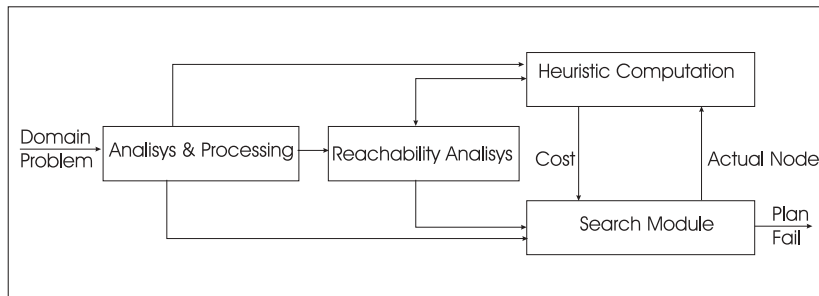 Domain
Problem
Analisys & Processing
Reachability Analisys
Heuristic Computation
Cost
Actual Node
Search Module
Plan
Fail